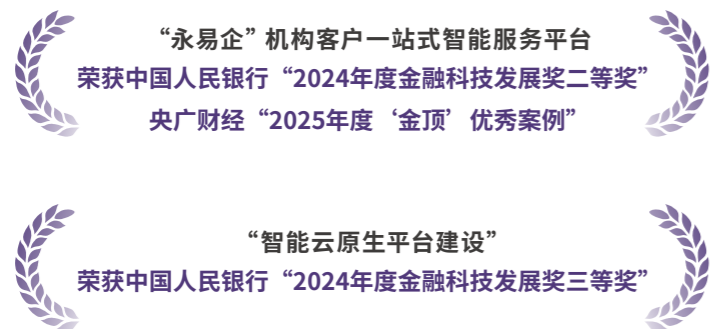 “永易企”机构客户一站式智能服务平台
荣获中国人民银行“2024年度金融科技发展奖二等奖”
央广财经“2025年度‘金顶’优秀案例”
“智能云原生平台建设”
荣获中国人民银行“2024年度金融科技发展奖三等奖”